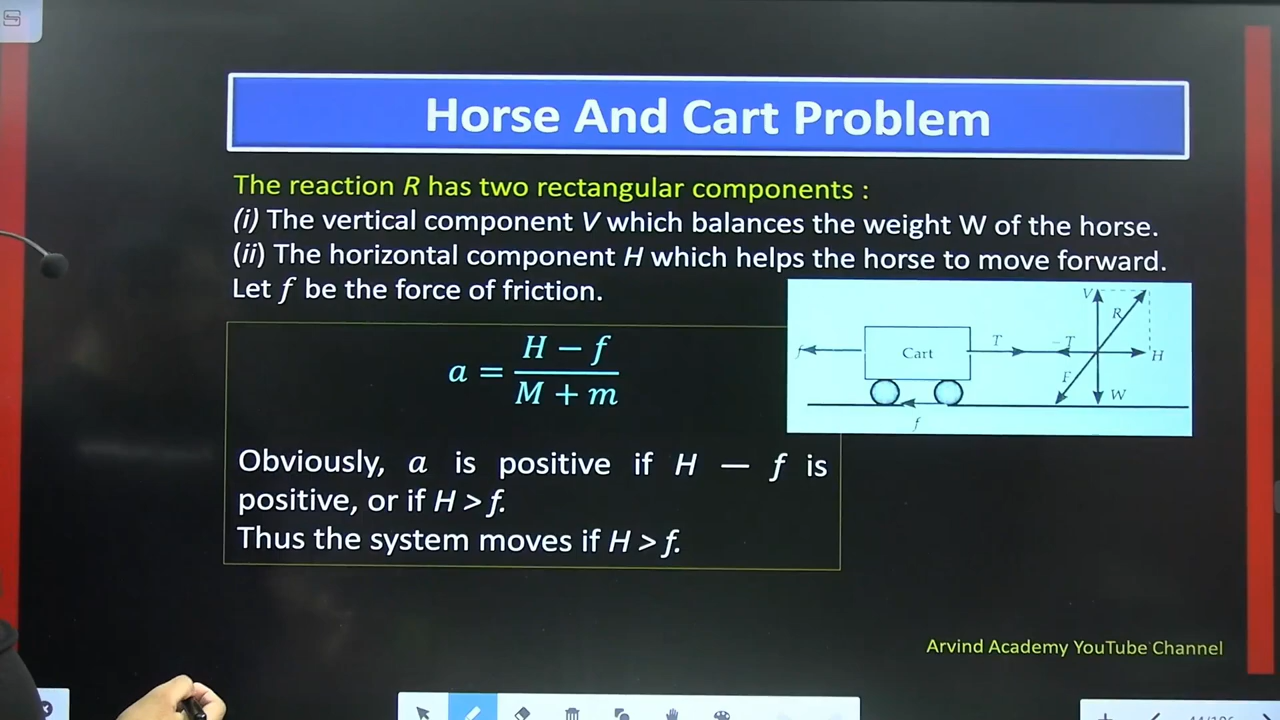 Horse And Cart Problem
The reaction R has two rectangular components :
(i) The vertical component V which balances the weight W of the horse.
(ii) The horizontal component H which helps the horse to move forward.
Let f be the force of friction.
a = (H − f) / (M + m)
Obviously, a is positive if H − f is
positive, or if H > f.
Thus the system moves if H > f.
V
R
f
Cart
T
−T
H
F
W
f
Arvind Academy YouTube Channel